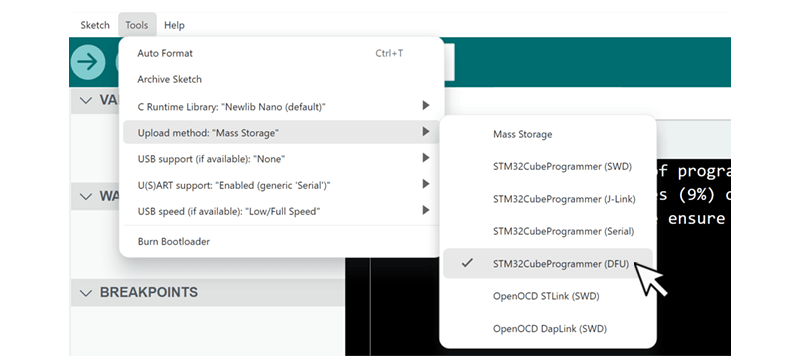 Sketch Tools Help
Auto Format Ctrl+T
Archive Sketch
C Runtime Library: "Newlib Nano (default)"
Upload method: "Mass Storage"
USB support (if available): "None"
U(S)ART support: "Enabled (generic 'Serial')"
USB speed (if available): "Low/Full Speed"
Burn Bootloader
Mass Storage
STM32CubeProgrammer (SWD)
STM32CubeProgrammer (J-Link)
STM32CubeProgrammer (Serial)
STM32CubeProgrammer (DFU)
OpenOCD STLink (SWD)
OpenOCD DapLink (SWD)
VA
WA
BREAKPOINTS
of progra
es (9%) o
e ensure